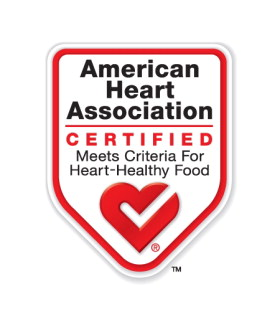 American
Heart
Association
CERTIFIED
Meets Criteria For
Heart-Healthy Food
®
™